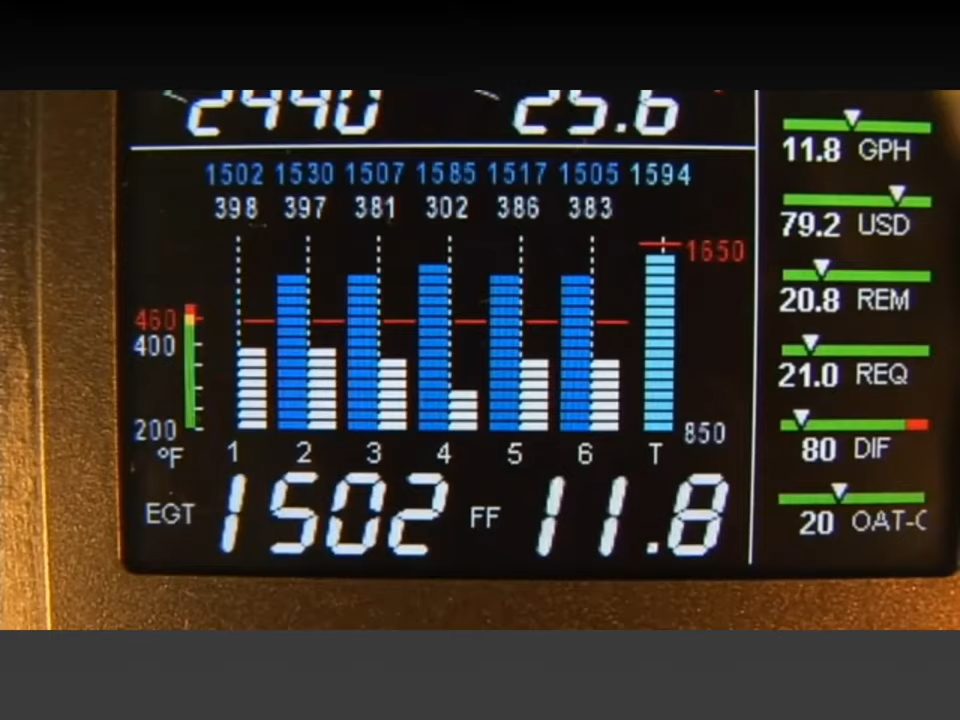 2440 25.6
1502 1530 1507 1585 1517 1505 1594
398 397 381 302 386 383
1650
460
400
200
850
°F 1 2 3 4 5 6 T
EGT 1502 FF 11.8
11.8 GPH
79.2 USD
20.8 REM
21.0 REQ
80 DIF
20 OAT-C